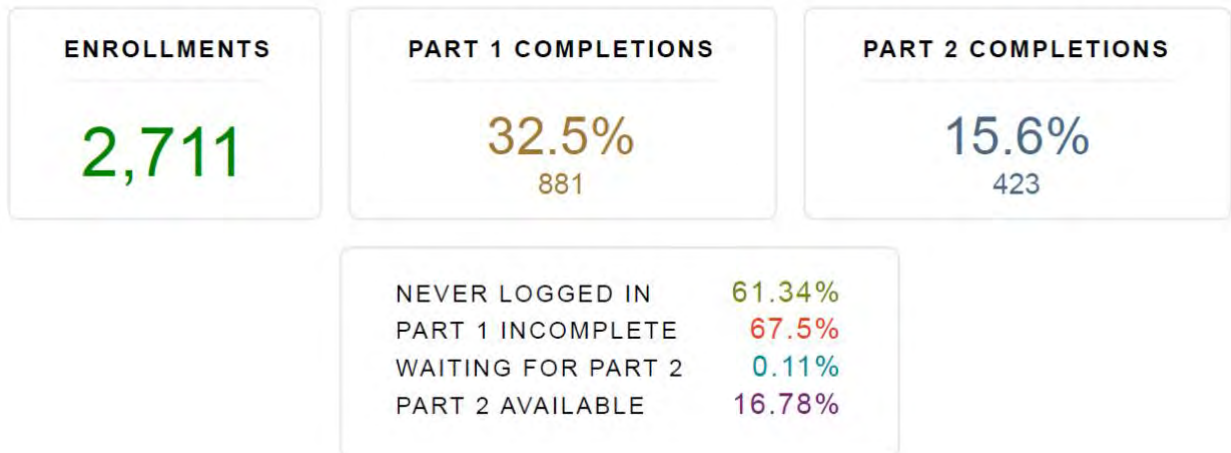 ENROLLMENTS
2,711
PART 1 COMPLETIONS
32.5%
881
PART 2 COMPLETIONS
15.6%
423
NEVER LOGGED IN 61.34%
PART 1 INCOMPLETE 67.5%
WAITING FOR PART 2 0.11%
PART 2 AVAILABLE 16.78%